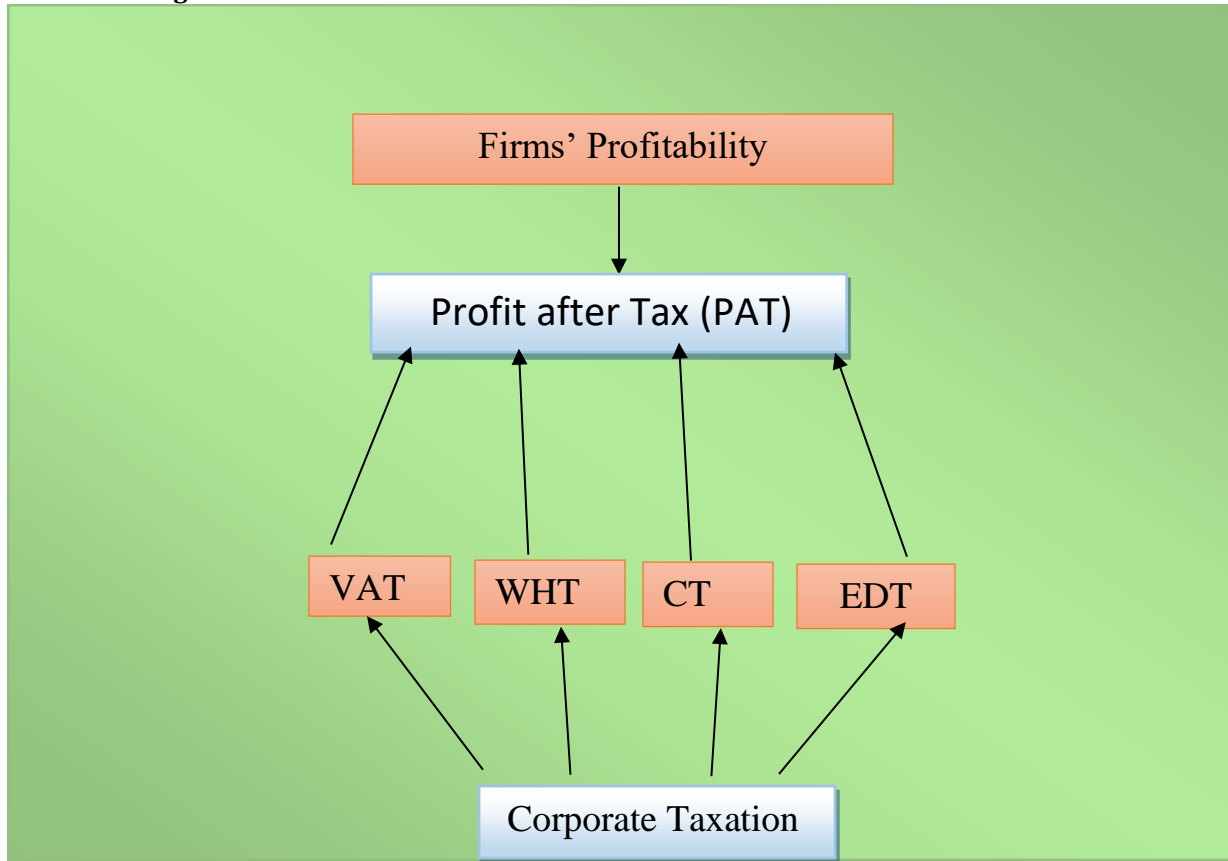 Firms’ Profitability
Profit after Tax (PAT)
VAT
WHT
CT
EDT
Corporate Taxation